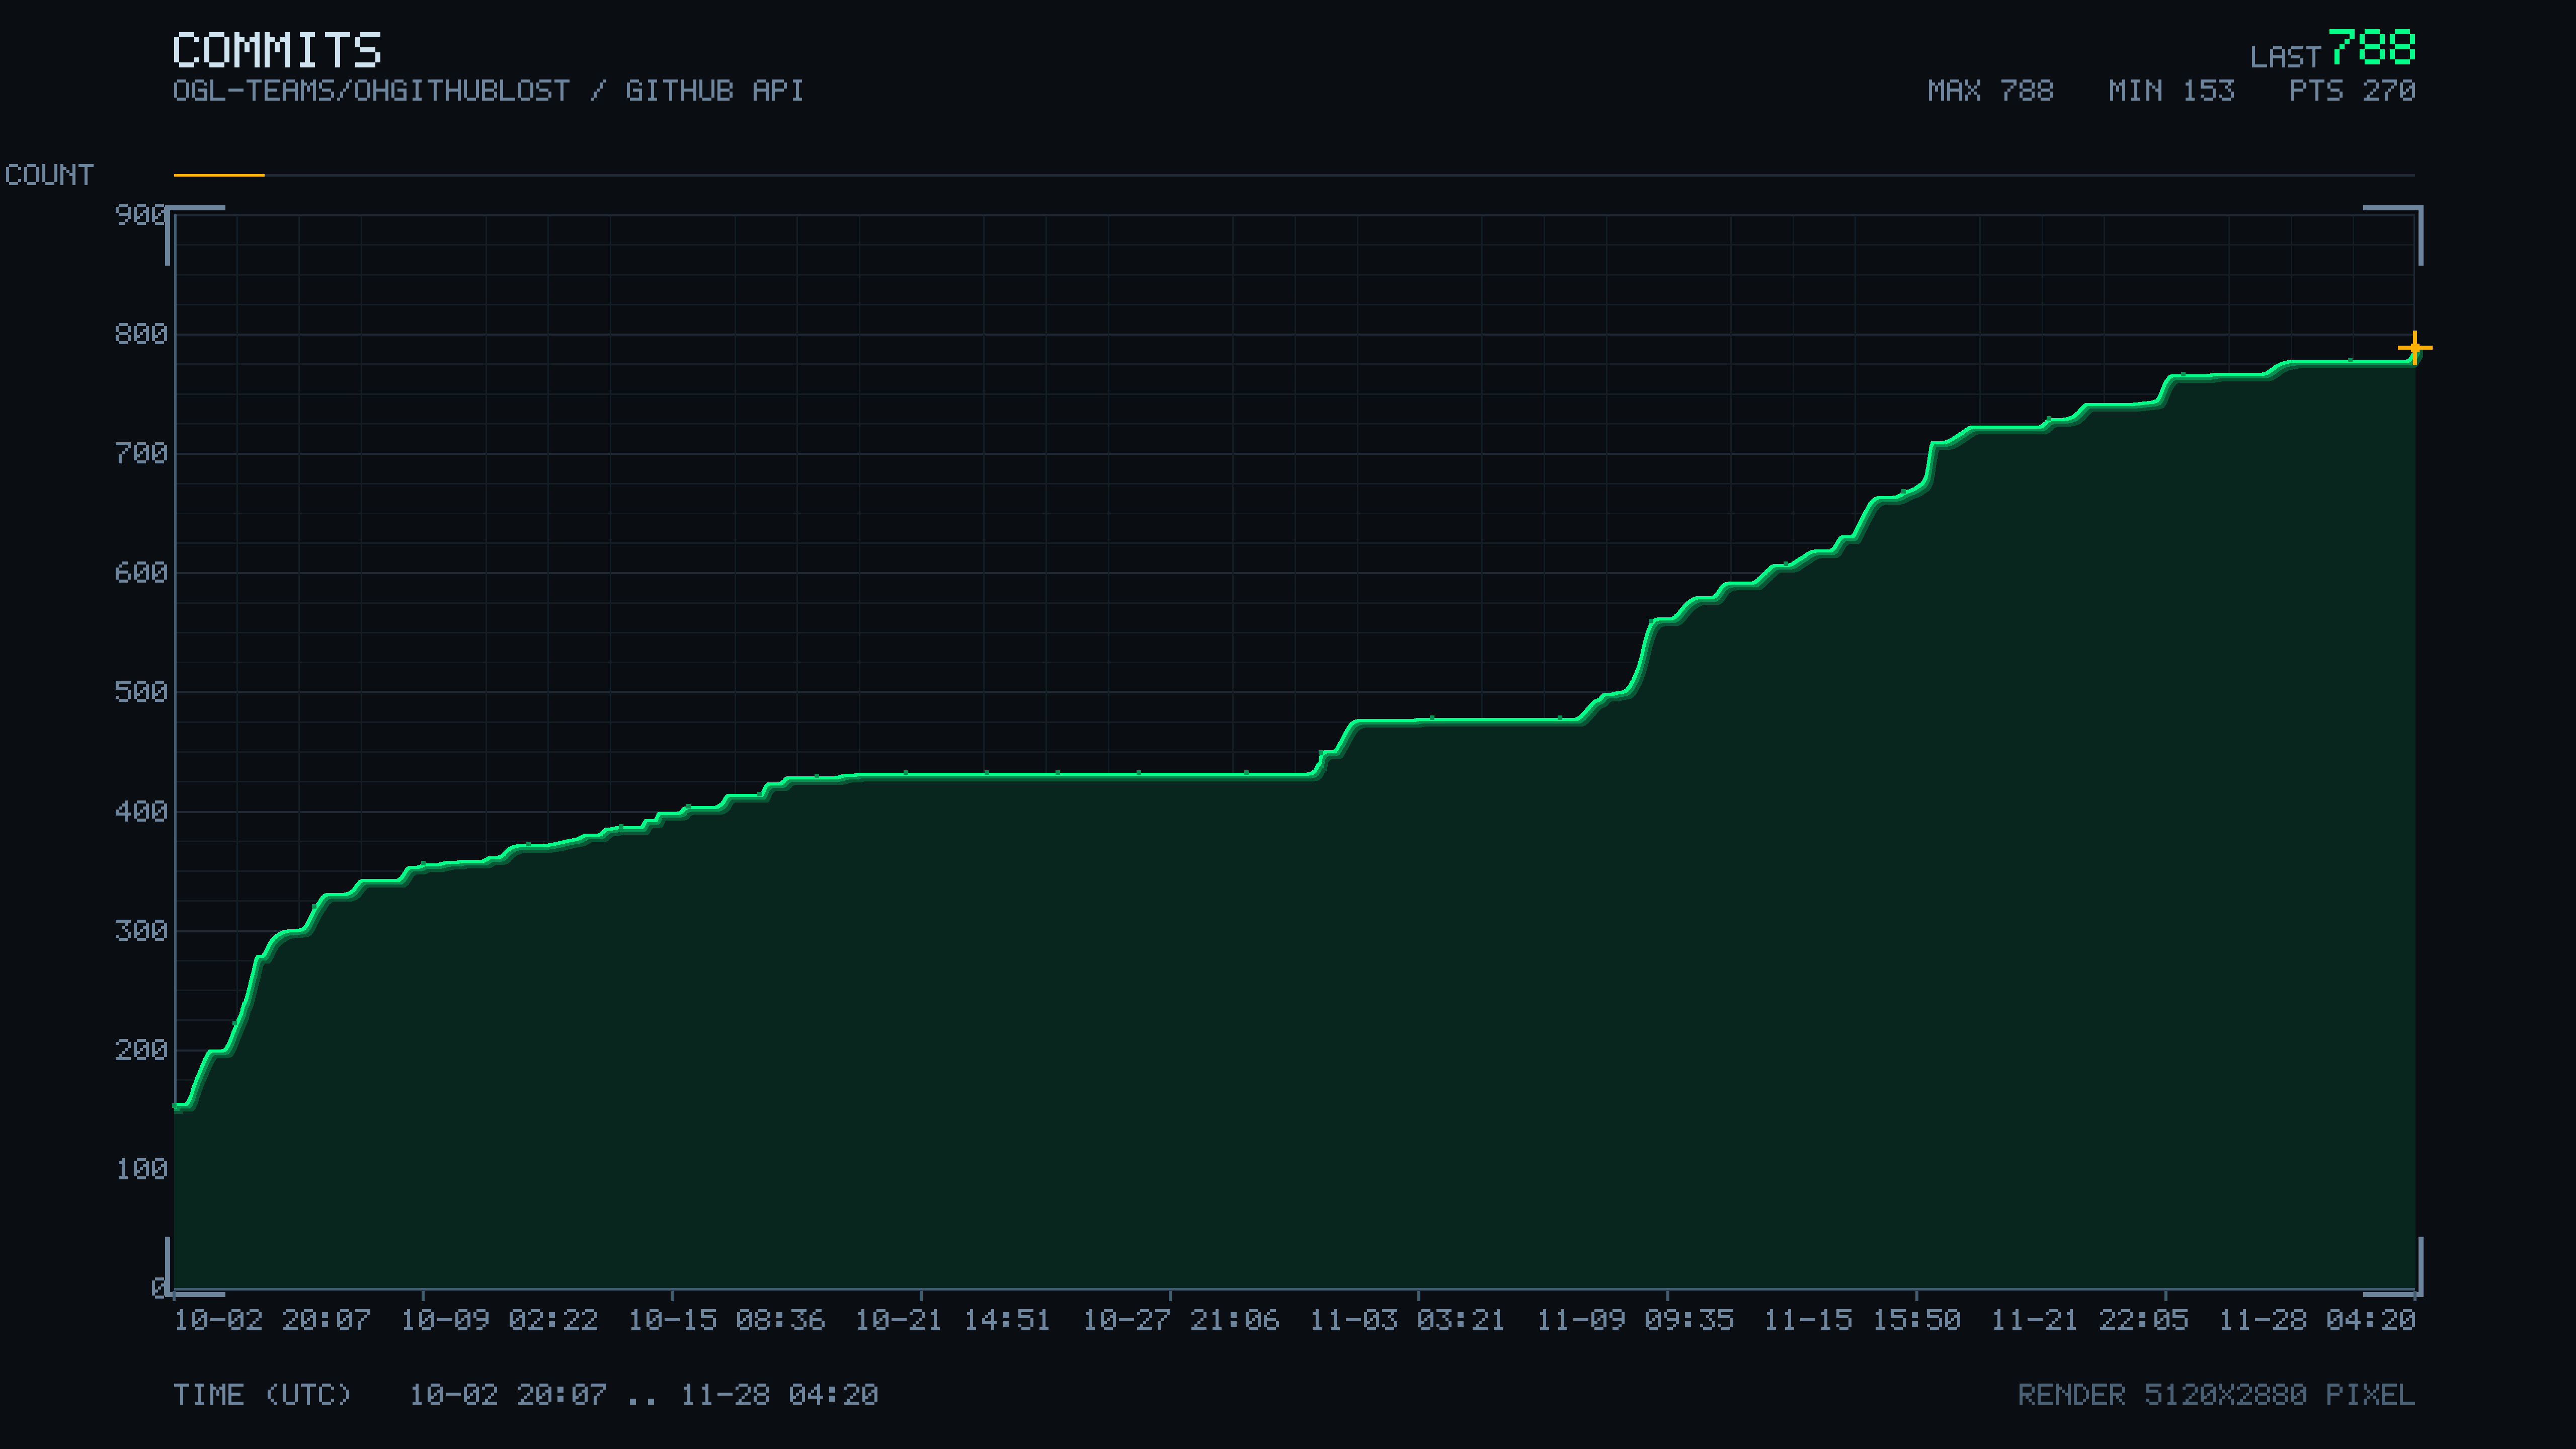 COMMITS
LAST 788
OGL-TEAMS/OHGITHUBLOST / GITHUB API
MAX 788 MIN 153 PTS 270
COUNT
900
800
700
600
500
400
300
200
100
0
10-02 20:07 10-09 02:22 10-15 08:36 10-21 14:51 10-27 21:06 11-03 03:21 11-09 09:35 11-15 15:50 11-21 22:05 11-28 04:20
TIME (UTC) 10-02 20:07 .. 11-28 04:20
RENDER 5120X2880 PIXEL